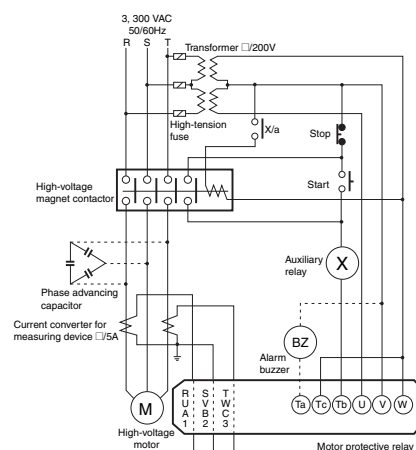 3, 300 VAC
50/60Hz
R S T
Transformer □/200V
High-tension
fuse
X/a
Stop
Start
High-voltage
magnet contactor
Auxiliary
relay
X
Phase advancing
capacitor
Current converter for
measuring device □/5A
BZ
Alarm
buzzer
R S T
U V W
A B C
1 2 3
Ta Tc Tb U V W
M
High-voltage
motor
Motor protective relay